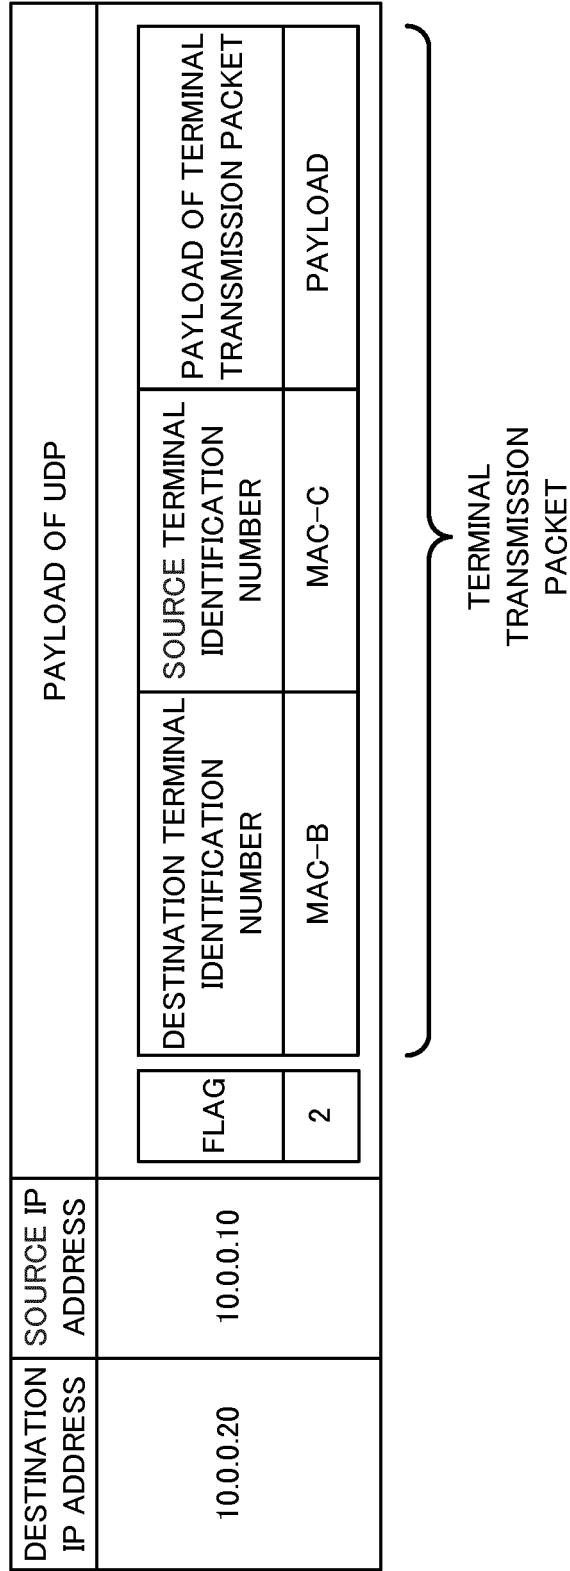 DESTINATION
IP ADDRESS
SOURCE IP
ADDRESS
PAYLOAD OF UDP
10.0.0.20
10.0.0.10
FLAG
2
DESTINATION TERMINAL
IDENTIFICATION
NUMBER
SOURCE TERMINAL
IDENTIFICATION
NUMBER
PAYLOAD OF TERMINAL
TRANSMISSION PACKET
MAC-B
MAC-C
PAYLOAD
TERMINAL
TRANSMISSION
PACKET